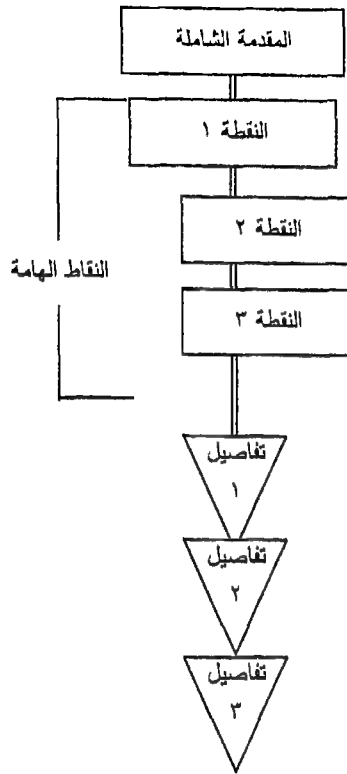 المقدمة الشاملة
النقطة ١
النقطة ٢
النقاط الهامة
النقطة ٣
تفاصيل
١
تفاصيل
٢
تفاصيل
٣